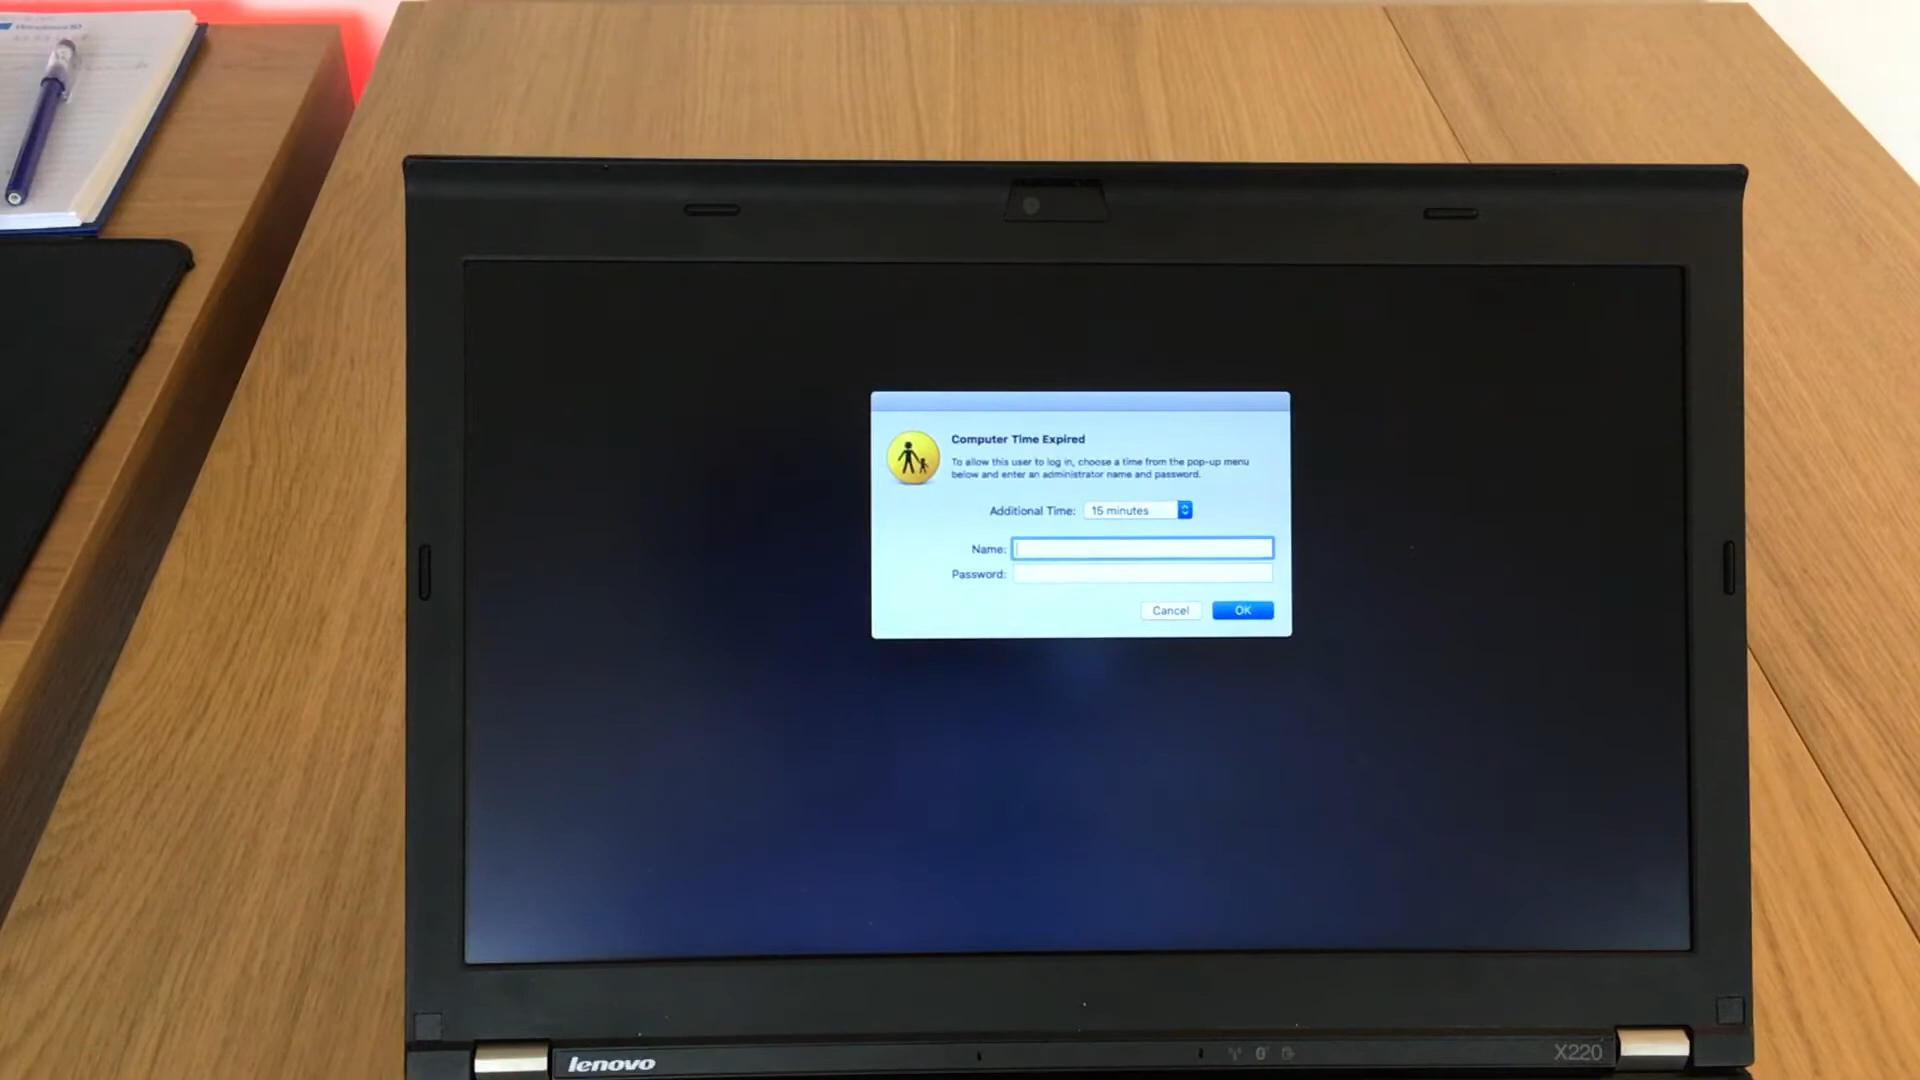 Computer Time Expired
To allow this user to log in, choose a time from the pop-up menu
below and enter an administrator name and password.
Additional Time: 15 minutes
Name:
Password:
Cancel OK
lenovo X220